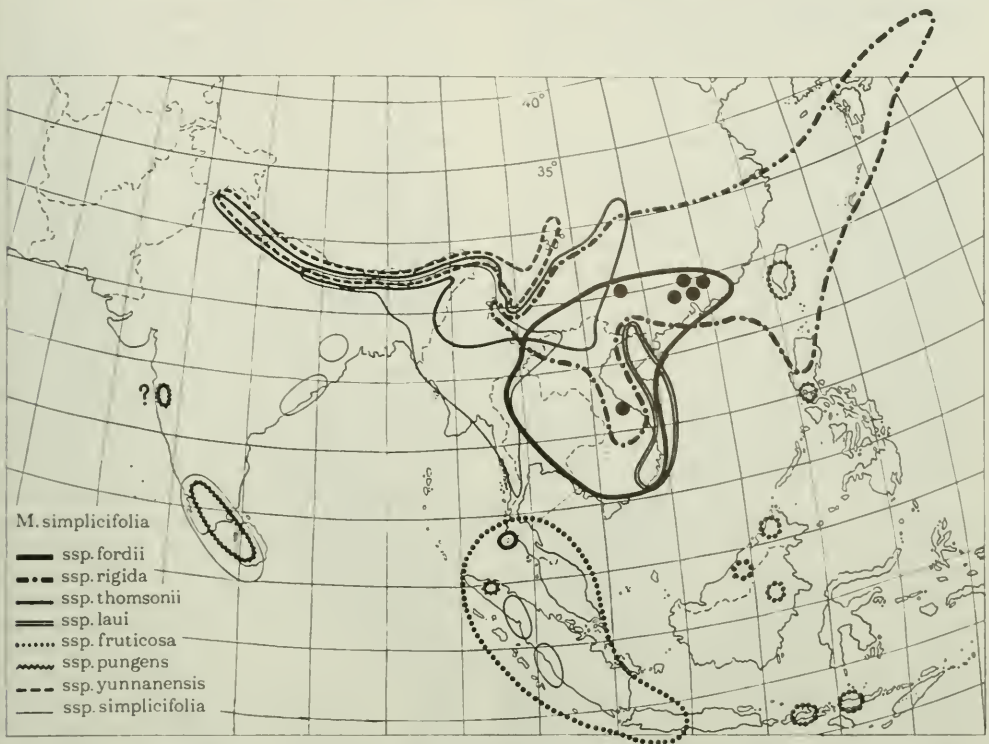 40°
35°
?
M. simplicifolia
ssp. fordii
ssp. rigida
ssp. thomsonii
ssp. laui
ssp. fruticosa
ssp. pungens
ssp. yunnanensis
ssp. simplicifolia